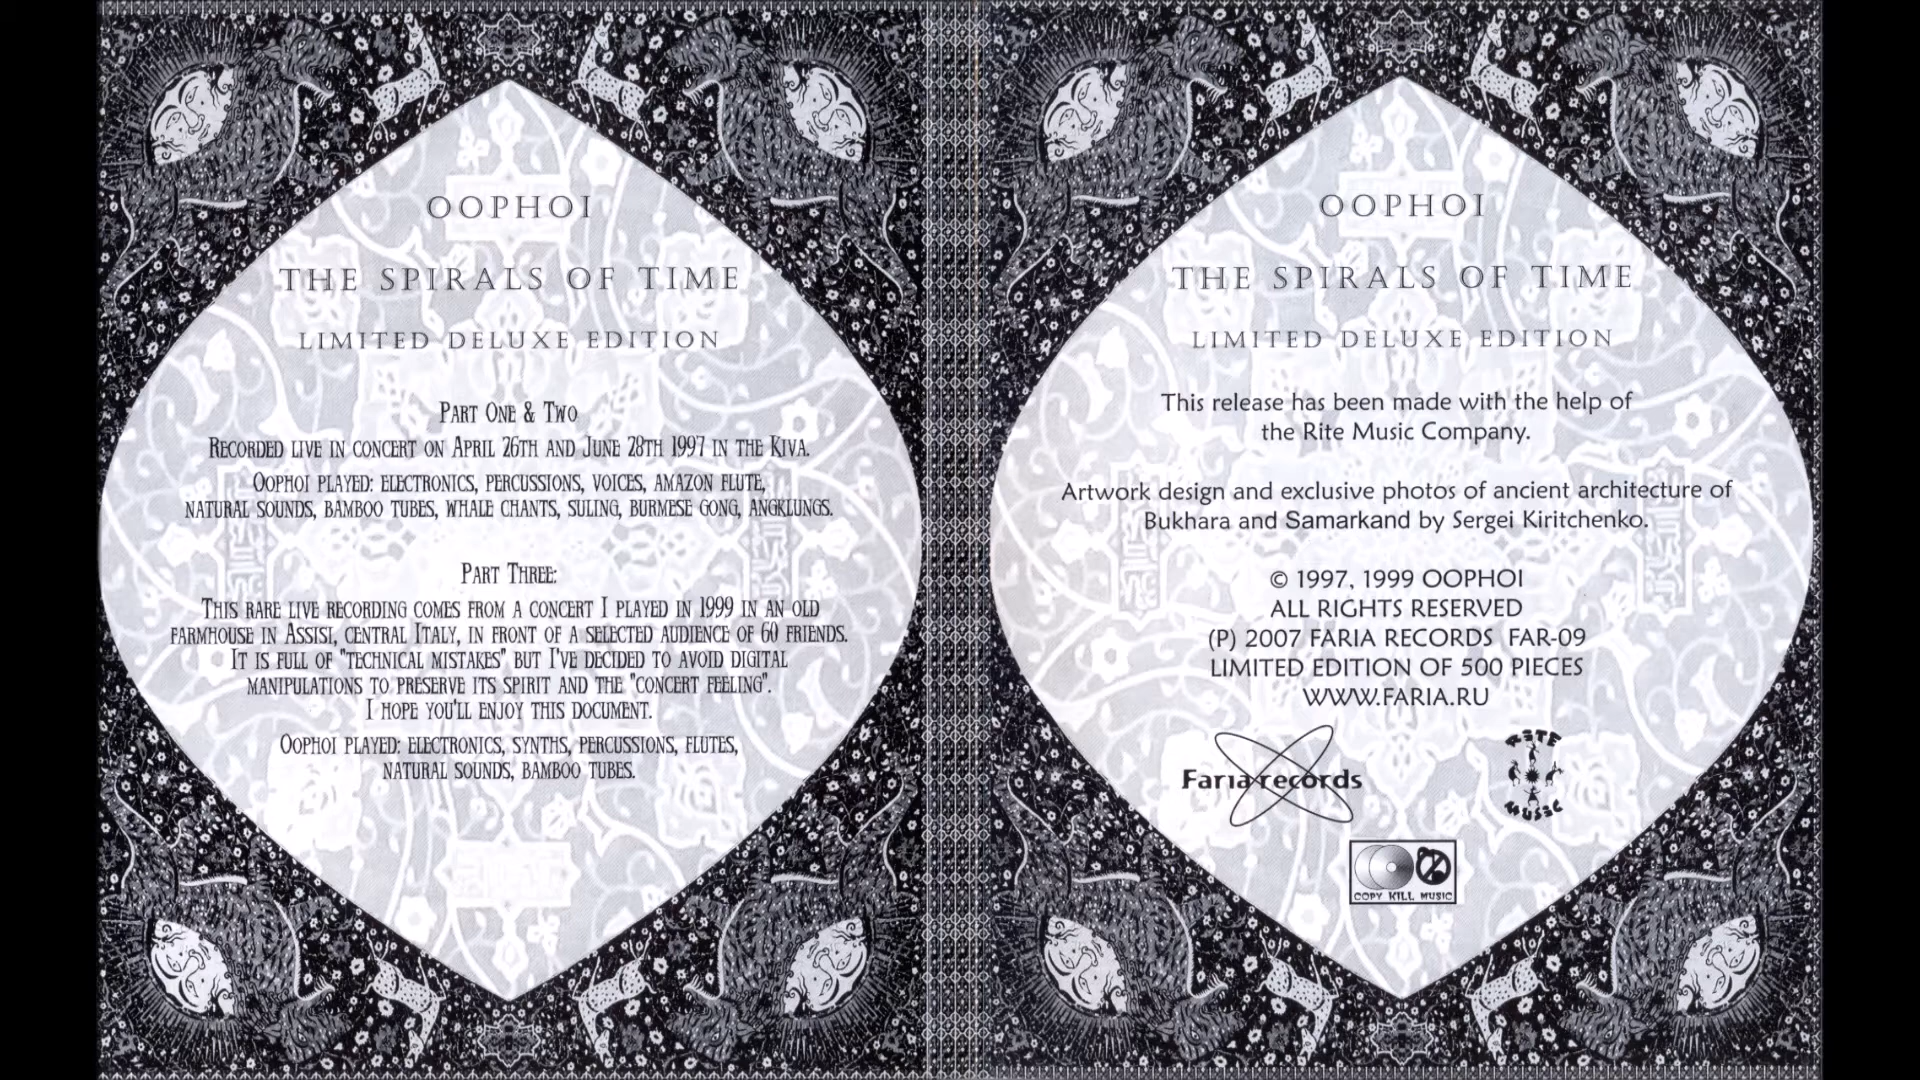 OOPHOI
THE SPIRALS OF TIME
LIMITED DELUXE EDITION
PART ONE & TWO
RECORDED LIVE IN CONCERT ON APRIL 26TH AND JUNE 28TH 1997 IN THE KIVA.
OOPHOI PLAYED: ELECTRONICS, PERCUSSIONS, VOICES, AMAZON FLUTE,
NATURAL SOUNDS, BAMBOO TUBES, WHALE CHANTS, SULING, BURMESE GONG, ANGKLUNGS.
PART THREE:
THIS RARE LIVE RECORDING COMES FROM A CONCERT I PLAYED IN 1999 IN AN OLD
FARMHOUSE IN ASSISI, CENTRAL ITALY, IN FRONT OF A SELECTED AUDIENCE OF 60 FRIENDS.
IT IS FULL OF "TECHNICAL MISTAKES" BUT I'VE DECIDED TO AVOID DIGITAL
MANIPULATIONS TO PRESERVE ITS SPIRIT AND THE "CONCERT FEELING".
I HOPE YOU'LL ENJOY THIS DOCUMENT.
OOPHOI PLAYED: ELECTRONICS, SYNTHS, PERCUSSIONS, FLUTES,
NATURAL SOUNDS, BAMBOO TUBES.
OOPHOI
THE SPIRALS OF TIME
LIMITED DELUXE EDITION
This release has been made with the help of
the Rite Music Company.
Artwork design and exclusive photos of ancient architecture of
Bukhara and Samarkand by Sergei Kiritchenko.
© 1997, 1999 OOPHOI
ALL RIGHTS RESERVED
(P) 2007 FARIA RECORDS FAR-09
LIMITED EDITION OF 500 PIECES
WWW.FARIA.RU
Faria records
RITE
MUSIC
COPY KILL MUSIC